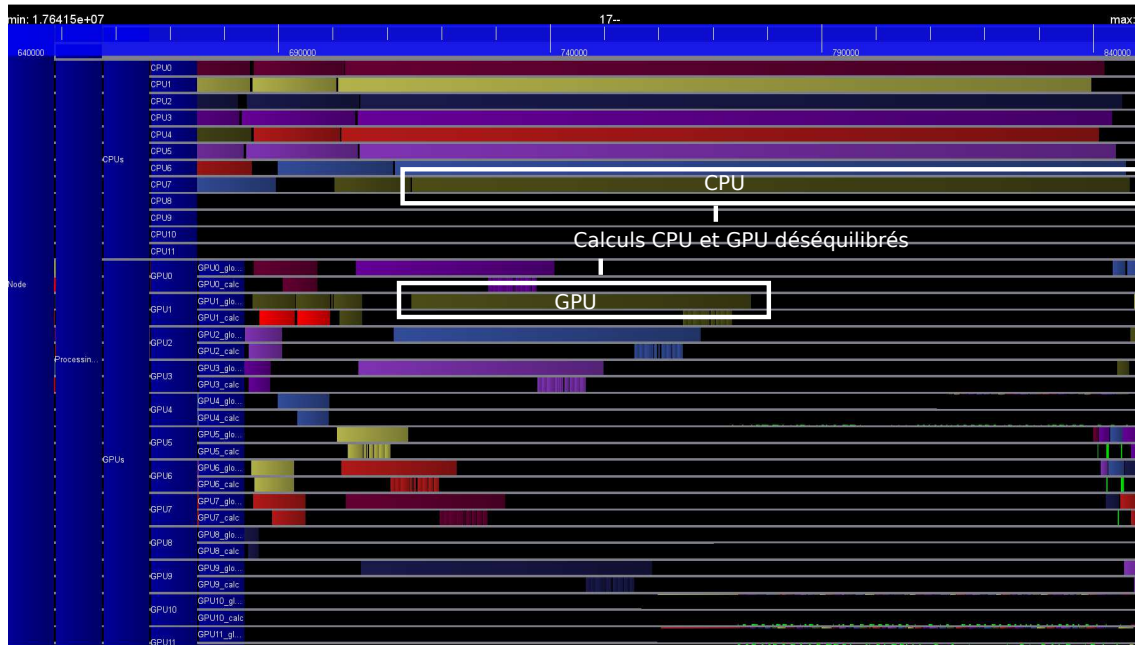 min: 1.76415e+07 17-- max:
640000 690000 740000 790000 840000
CPU0
CPU1
CPU2
CPU3
CPU4
CPU5
CPUs
CPU6
CPU7 CPU
CPU8
CPU9
CPU10 Calculs CPU et GPU déséquilibrés
CPU11
GPU0_glo...
GPU0
Node
GPU0_calc
GPU1_glo... GPU
GPU1
GPU1_calc
GPU2_glo...
GPU2
GPU2_calc
Processin...
GPU3_glo...
GPU3
GPU3_calc
GPU4_glo...
GPU4
GPU4_calc
GPU5_glo...
GPU5
GPU5_calc
GPUs
GPU6_glo...
GPU6
GPU6_calc
GPU7_glo...
GPU7
GPU7_calc
GPU8_glo...
GPU8
GPU8_calc
GPU9_glo...
GPU9
GPU9_calc
GPU10_gl...
GPU10
GPU10_calc
GPU11_gl...
GPU11